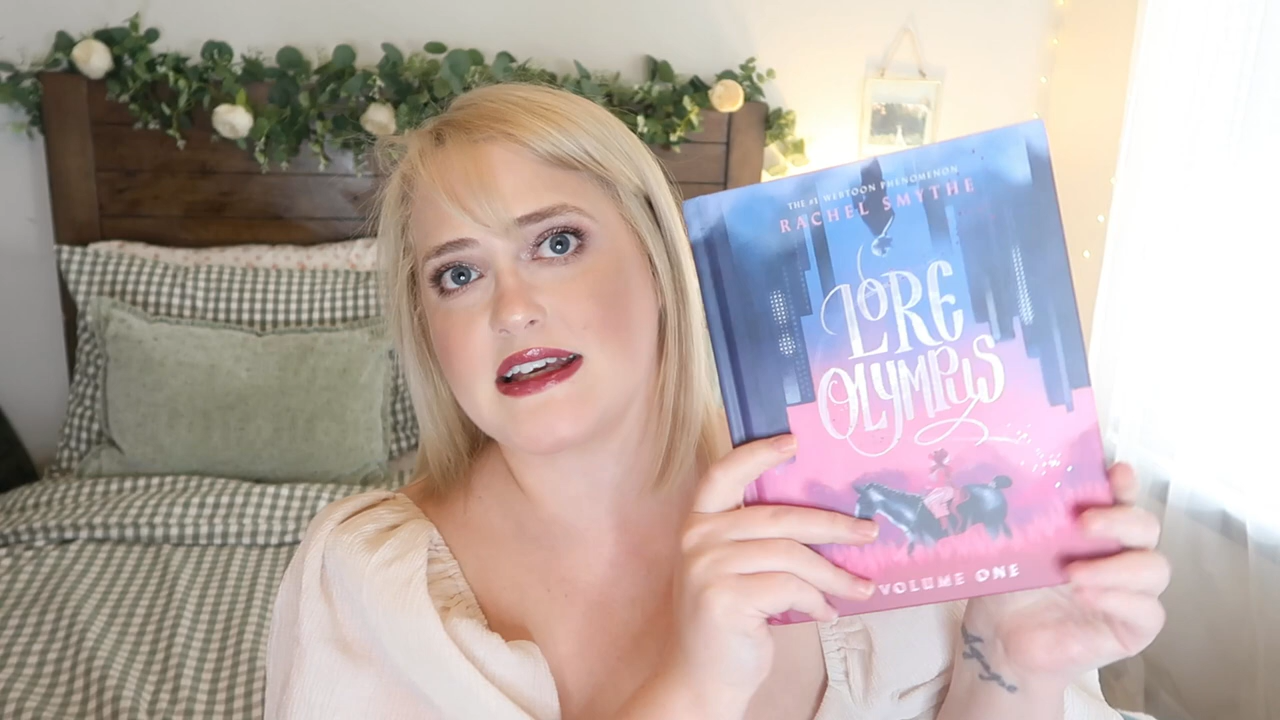 THE #1 WEBTOON PHENOMENON
RACHEL SMYTHE
LORE
OLYMPUS
VOLUME ONE